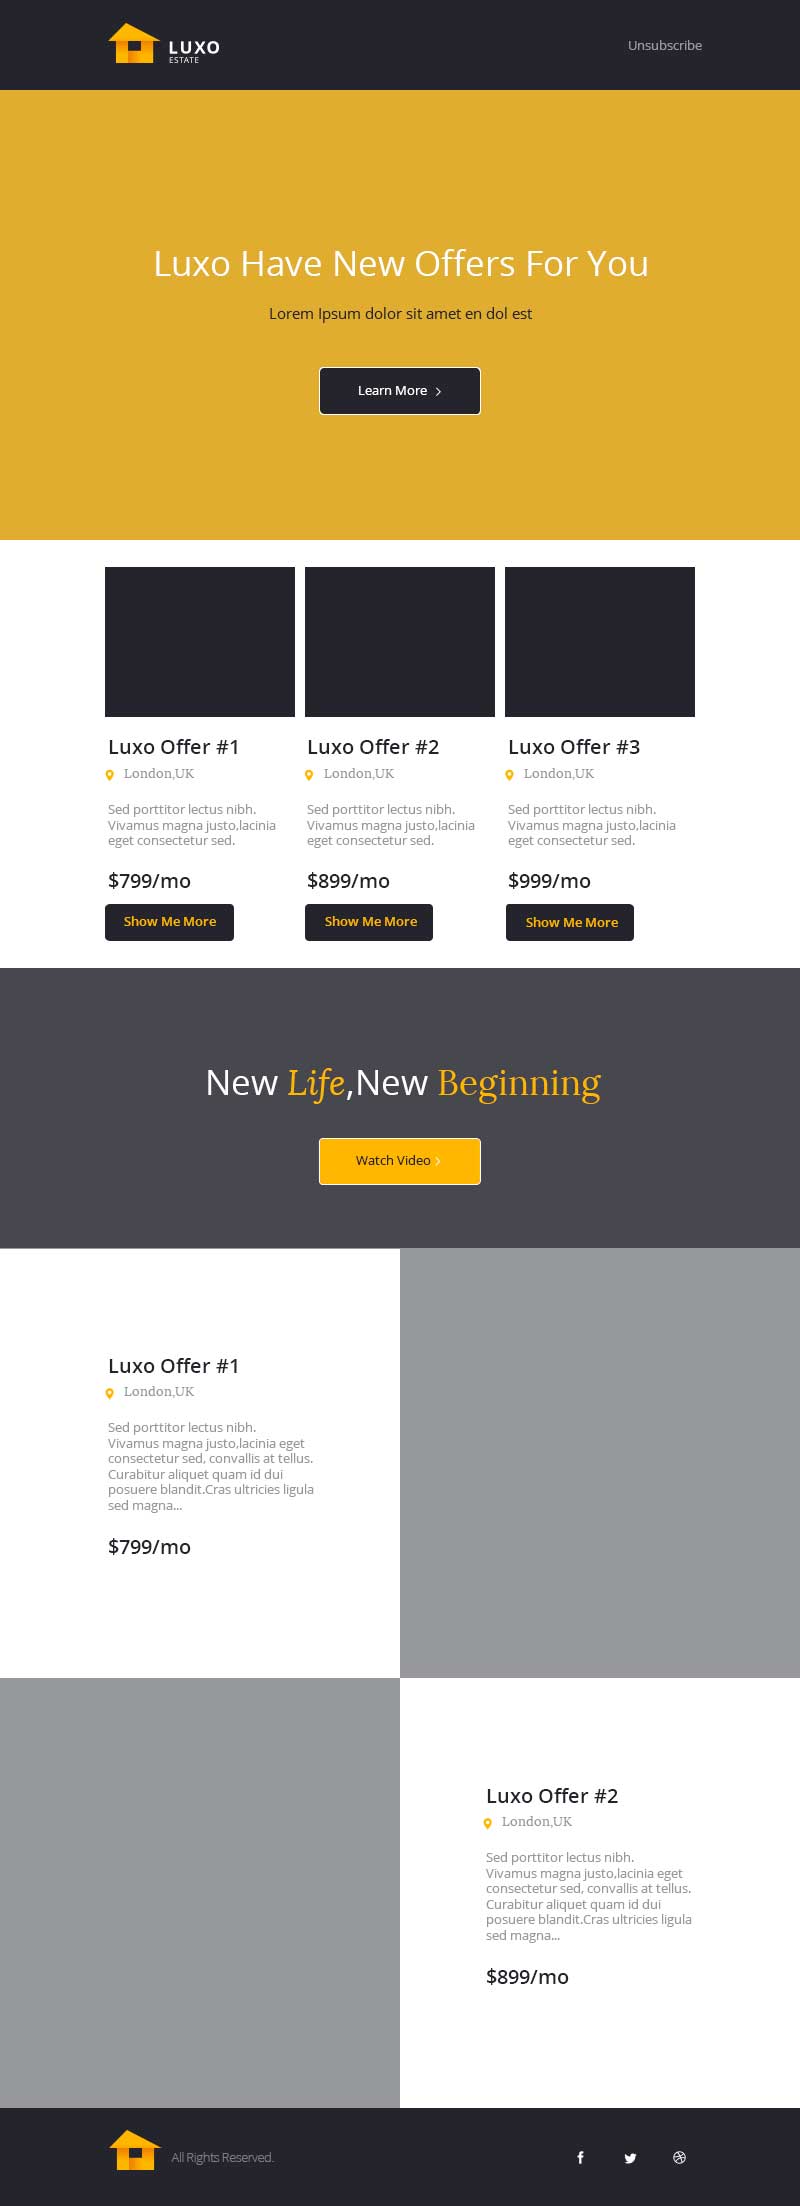 LUXO
ESTATE
Unsubscribe
Luxo Have New Offers For You
Lorem Ipsum dolor sit amet en dol est
Learn More
Luxo Offer #1
London,UK
Sed porttitor lectus nibh.
Vivamus magna justo,lacinia
eget consectetur sed.
$799/mo
Show Me More
Luxo Offer #2
London,UK
Sed porttitor lectus nibh.
Vivamus magna justo,lacinia
eget consectetur sed.
$899/mo
Show Me More
Luxo Offer #3
London,UK
Sed porttitor lectus nibh.
Vivamus magna justo,lacinia
eget consectetur sed.
$999/mo
Show Me More
New Life,New Beginning
Watch Video
Luxo Offer #1
London,UK
Sed porttitor lectus nibh.
Vivamus magna justo,lacinia eget
consectetur sed, convallis at tellus.
Curabitur aliquet quam id dui
posuere blandit.Cras ultricies ligula
sed magna...
$799/mo
Luxo Offer #2
London,UK
Sed porttitor lectus nibh.
Vivamus magna justo,lacinia eget
consectetur sed, convallis at tellus.
Curabitur aliquet quam id dui
posuere blandit.Cras ultricies ligula
sed magna...
$899/mo
All Rights Reserved.